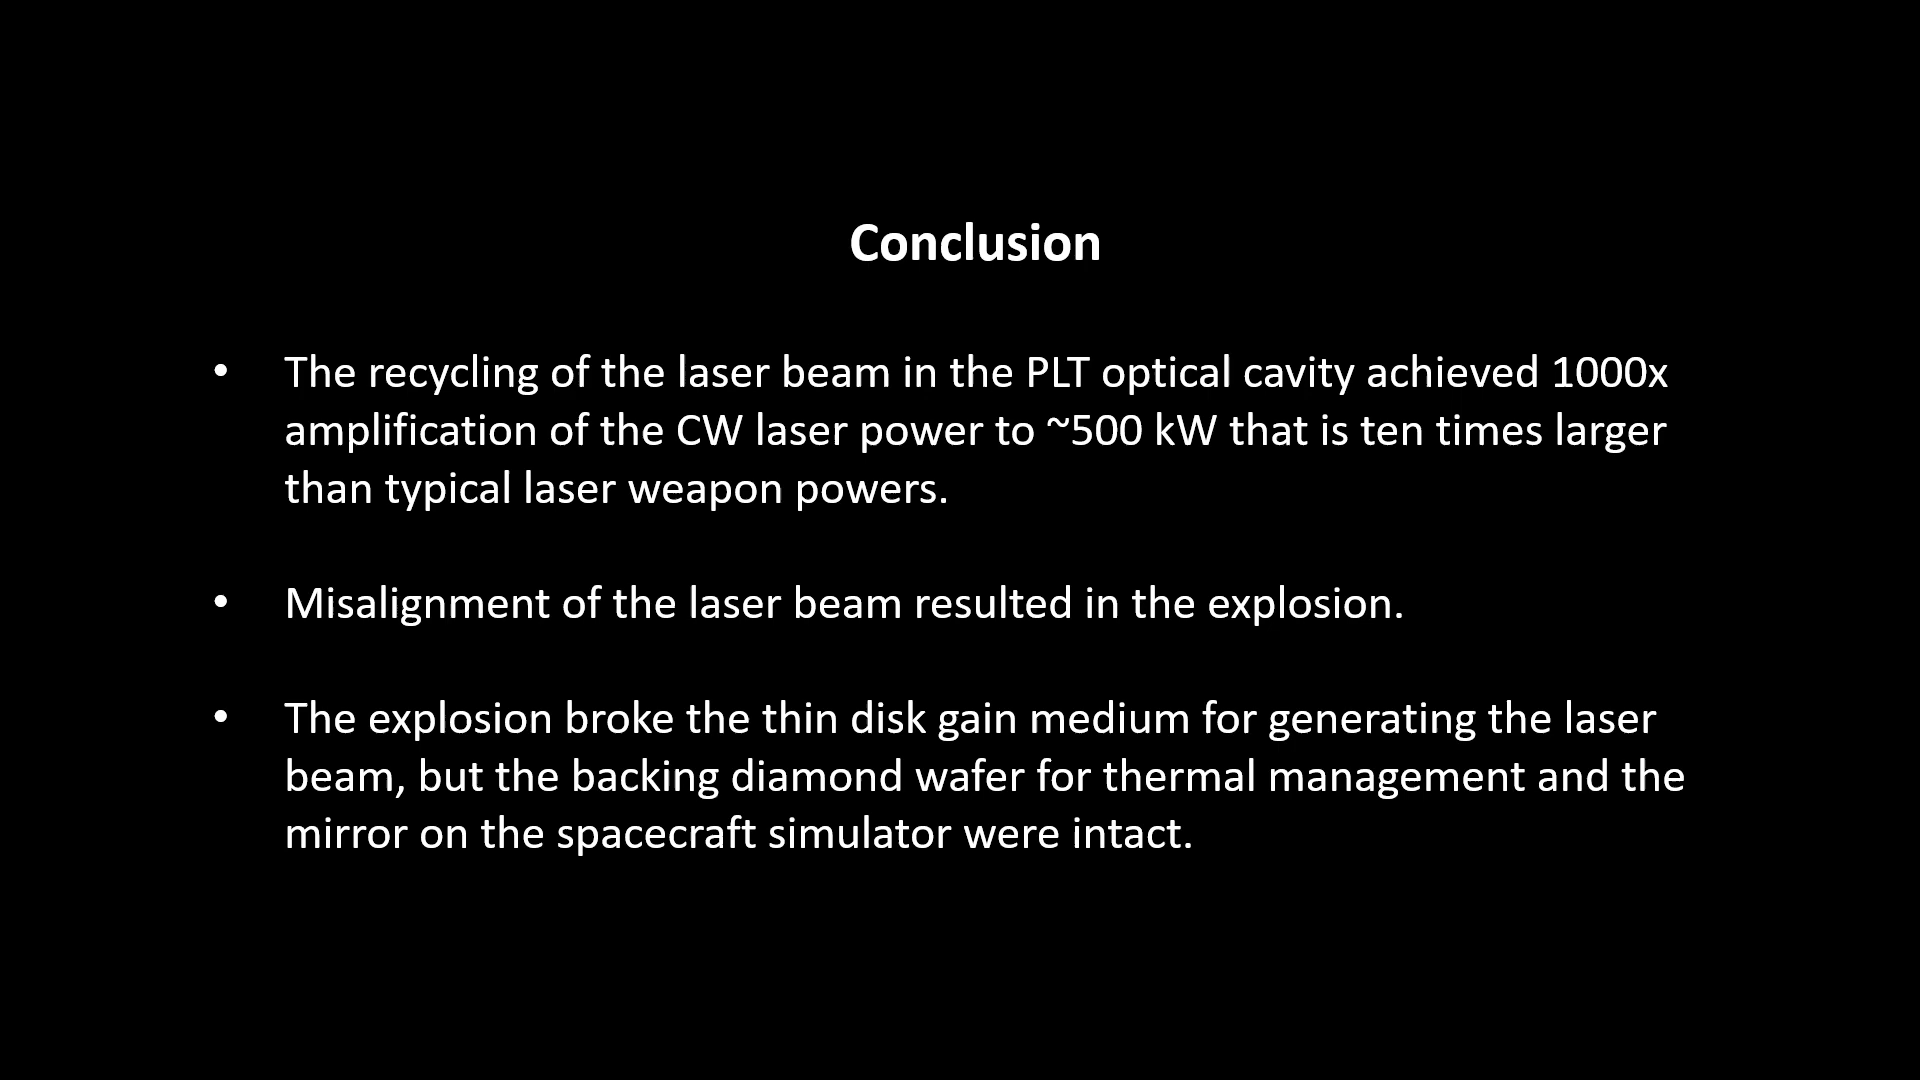 Conclusion
• The recycling of the laser beam in the PLT optical cavity achieved 1000x
amplification of the CW laser power to ~500 kW that is ten times larger
than typical laser weapon powers.
• Misalignment of the laser beam resulted in the explosion.
• The explosion broke the thin disk gain medium for generating the laser
beam, but the backing diamond wafer for thermal management and the
mirror on the spacecraft simulator were intact.